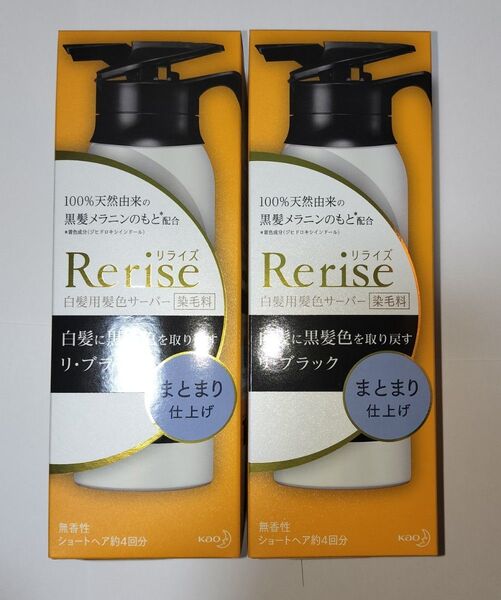 100%天然由来の
黒髪メラニンのもと*配合
*着色成分(ジヒドロキシインドール)
リライズ
Rerise
白髪用髪色サーバー 染毛料
白髪に黒髪色を取り戻す
リ・ブラ
まとまり
仕上げ
無香性
ショートヘア約4回分
Kao
100%天然由来の
黒髪メラニンのもと*配合
*着色成分(ジヒドロキシインドール)
リライズ
Rerise
白髪用髪色サーバー 染毛料
白髪に黒髪色を取り戻す
リ・ブラック
まとまり
仕上げ
無香性
ショートヘア約4回分
Kao